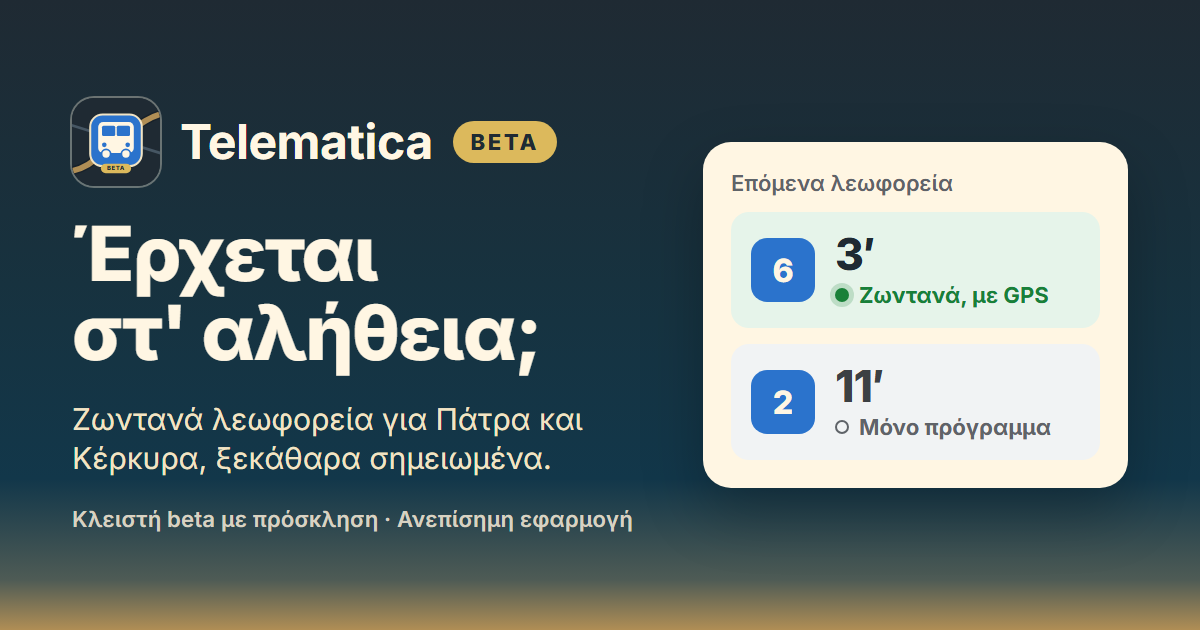 BETA
Telematica BETA
Έρχεται
στ' αλήθεια;
Ζωντανά λεωφορεία για Πάτρα και
Κέρκυρα, ξεκάθαρα σημειωμένα.
Κλειστή beta με πρόσκληση · Ανεπίσημη εφαρμογή
Επόμενα λεωφορεία
6
3′
Ζωντανά, με GPS
2
11′
Μόνο πρόγραμμα